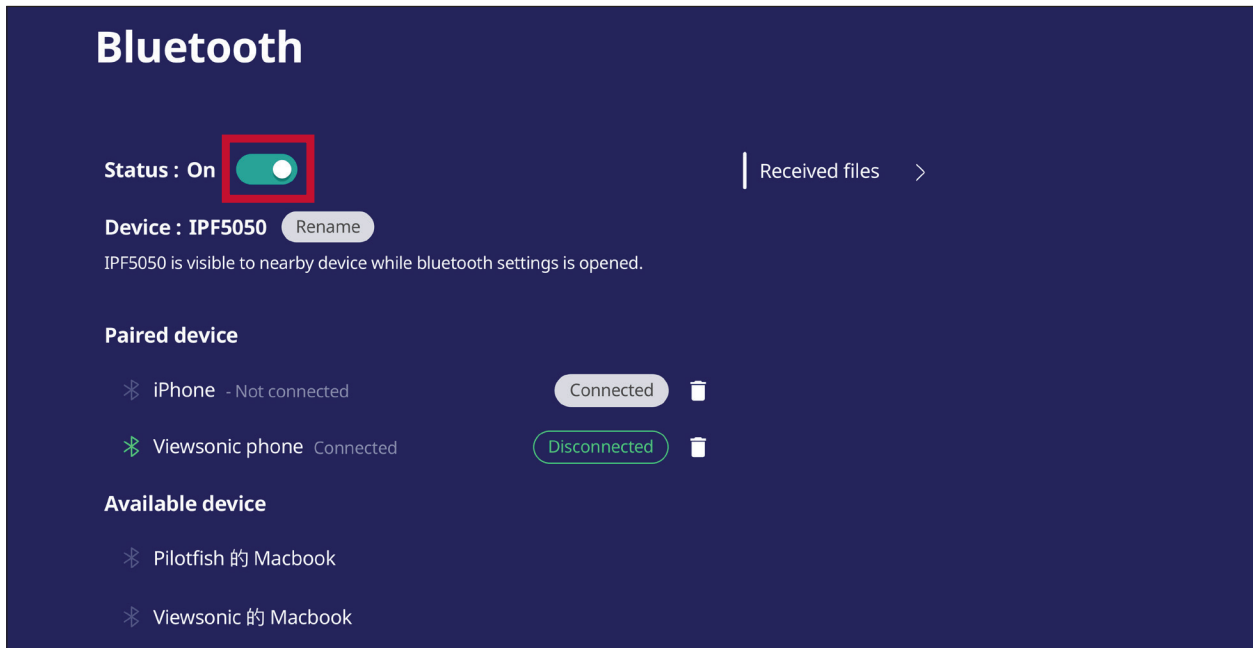 Bluetooth
Status : On
Received files
Device : IPF5050 Rename
IPF5050 is visible to nearby device while bluetooth settings is opened.
Paired device
iPhone - Not connected Connected
Viewsonic phone Connected Disconnected
Available device
Pilotfish 的 Macbook
Viewsonic 的 Macbook